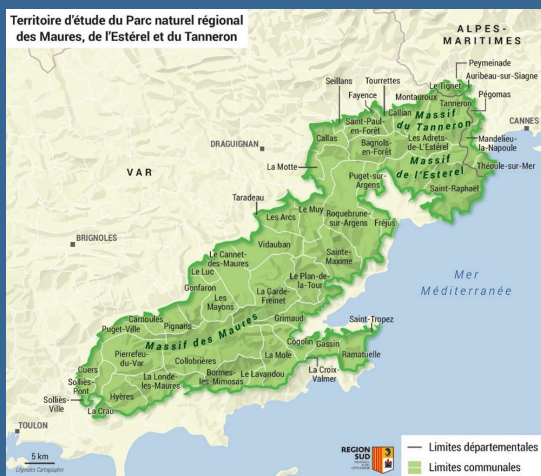 Territoire d'étude du Parc naturel régional
des Maures, de l'Estérel et du Tanneron
ALPES-
MARITIMES
Peymeinade
Auribeau-sur-Siagne
Le Tignet
Seillans
Tourrettes
Fayence
Montauroux
Tanneron
Pégomas
Callian
CANNES
Saint-Paul-
en-Forêt
Massif
du Tanneron
Callas
Bagnols-
en-Forêt
Les Adrets-
de-L'Estérel
Mandelieu-
la-Napoule
DRAGUIGNAN
Massif
de l'Esterel
Théoule-sur-Mer
La Motte
VAR
Puget-sur-
Argens
Saint-Raphaël
Taradeau
Le Muy
Les Arcs
Roquebrune-
sur-Argens
Fréjus
BRIGNOLES
Vidauban
Le Cannet-
des-Maures
Sainte-
Maxime
Le Luc
Le Plan-de-
la-Tour
Mer
Méditerranée
Gonfaron
Les
Mayons
La Garde-
Freinet
Carnoules
Grimaud
Saint-Tropez
Puget-Ville
Pignans
Massif des Maures
Cogolin
Gassin
Pierrefeu-
du-Var
Collobrières
La Mole
Ramatuelle
Cuers
Solliès-
Pont
La Londe-
les-Maures
Bormes-
les-Mimosas
Le Lavandou
La Croix-
Valmer
Solliès-
Ville
Hyères
La Crau
TOULON
5 km
Légendes Cartographie
REGION
SUD
Limites départementales
Limites communales